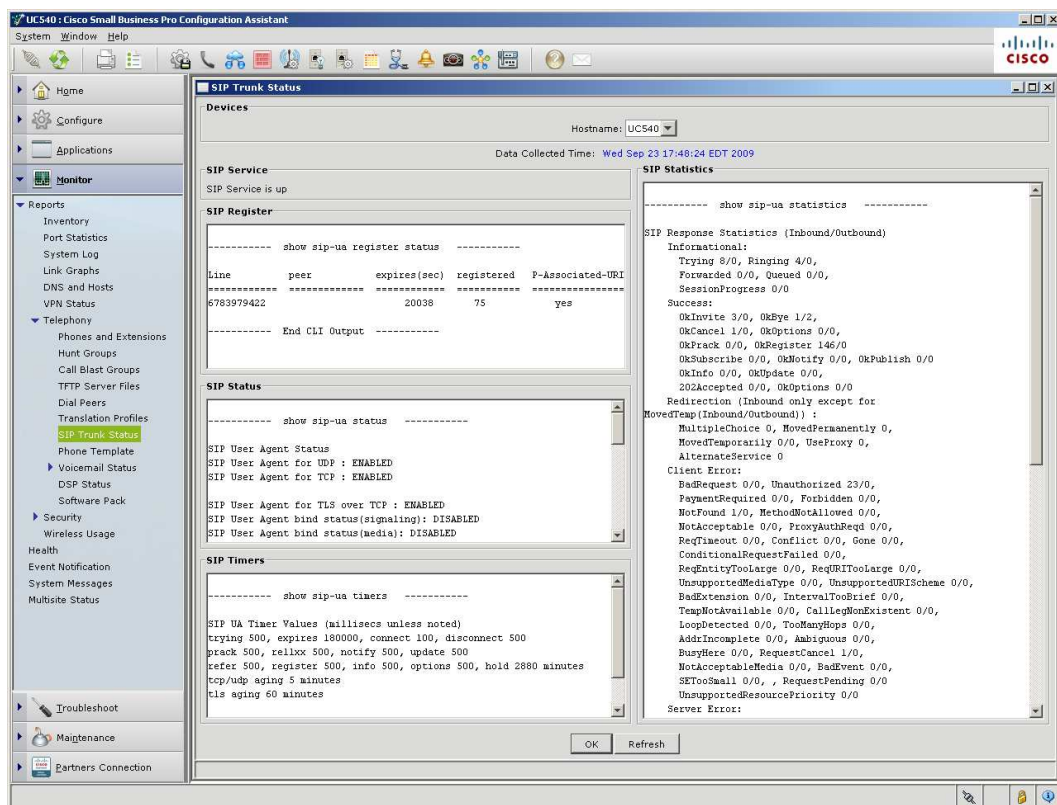 UC540 : Cisco Small Business Pro Configuration Assistant
System Window Help
CISCO
Home
Configure
Applications
Monitor
Reports
Inventory
Port Statistics
System Log
Link Graphs
DNS and Hosts
VPN Status
Telephony
Phones and Extensions
Hunt Groups
Call Blast Groups
TFTP Server Files
Dial Peers
Translation Profiles
SIP Trunk Status
Phone Template
Voicemail Status
DSP Status
Software Pack
Security
Wireless Usage
Health
Event Notification
System Messages
Multisite Status
Troubleshoot
Maintenance
Partners Connection
SIP Trunk Status
Devices
Hostname: UC540
Data Collected Time: Wed Sep 23 17:48:24 EDT 2009
SIP Service
SIP Service is up
SIP Register
----------- show sip-ua register status -----------
Line peer expires(sec) registered P-Associated-URI
============ ============= ============ =========== ================
6783979422 20038 75 yes
----------- End CLI Output -----------
SIP Status
----------- show sip-ua status -----------
SIP User Agent Status
SIP User Agent for UDP : ENABLED
SIP User Agent for TCP : ENABLED
SIP User Agent for TLS over TCP : ENABLED
SIP User Agent bind status(signaling): DISABLED
SIP User Agent bind status(media): DISABLED
SIP Timers
----------- show sip-ua timers -----------
SIP UA Timer Values (millisecs unless noted)
trying 500, expires 180000, connect 100, disconnect 500
prack 500, rel1xx 500, notify 500, update 500
refer 500, register 500, info 500, options 500, hold 2880 minutes
tcp/udp aging 5 minutes
tls aging 60 minutes
SIP Statistics
----------- show sip-ua statistics -----------
SIP Response Statistics (Inbound/Outbound)
Informational:
Trying 8/0, Ringing 4/0,
Forwarded 0/0, Queued 0/0,
SessionProgress 0/0
Success:
OkInvite 3/0, OkBye 1/2,
OkCancel 1/0, OkOptions 0/0,
OkPrack 0/0, OkRegister 146/0
OkSubscribe 0/0, OkNotify 0/0, OkPublish 0/0
OkInfo 0/0, OkUpdate 0/0,
202Accepted 0/0, OkOptions 0/0
Redirection (Inbound only except for
MovedTemp(Inbound/Outbound)) :
MultipleChoice 0, MovedPermanently 0,
MovedTemporarily 0/0, UseProxy 0,
AlternateService 0
Client Error:
BadRequest 0/0, Unauthorized 23/0,
PaymentRequired 0/0, Forbidden 0/0,
NotFound 1/0, MethodNotAllowed 0/0,
NotAcceptable 0/0, ProxyAuthReqd 0/0,
ReqTimeout 0/0, Conflict 0/0, Gone 0/0,
ConditionalRequestFailed 0/0,
ReqEntityTooLarge 0/0, ReqURITooLarge 0/0,
UnsupportedMediaType 0/0, UnsupportedURIScheme 0/0,
BadExtension 0/0, IntervalTooBrief 0/0,
TempNotAvailable 0/0, CallLegNonExistent 0/0,
LoopDetected 0/0, TooManyHops 0/0,
AddrIncomplete 0/0, Ambiguous 0/0,
BusyHere 0/0, RequestCancel 1/0,
NotAcceptableMedia 0/0, BadEvent 0/0,
SETooSmall 0/0, , RequestPending 0/0
UnsupportedResourcePriority 0/0
Server Error:
OK Refresh